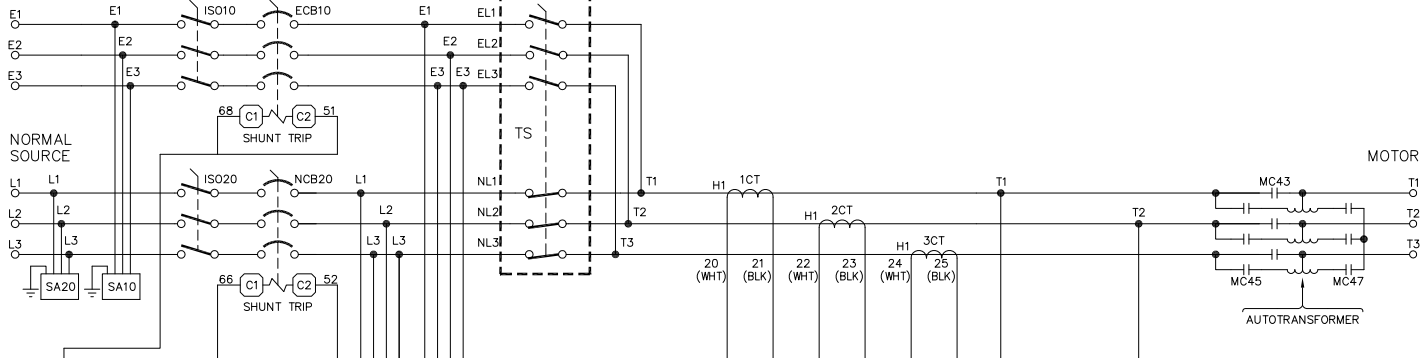 E1 E1 ISO10 ECB10 E1 EL1
E2 E2 E2 EL2
E3 E3 E3 E3 EL3
68 C1 C2 51
SHUNT TRIP
TS
NORMAL
SOURCE
MOTOR
L1 L1 ISO20 NCB20 L1 NL1 T1 H1 1CT T1 MC43 T1
L2 L2 L2 NL2 T2 H1 2CT T2 T2
L3 L3 L3 L3 NL3 T3 H1 3CT T3
20 21 22 23 24 25
(WHT) (BLK) (WHT) (BLK) (WHT) (BLK)
SA20 SA10 66 C1 C2 52 MC45 MC47
SHUNT TRIP
AUTOTRANSFORMER